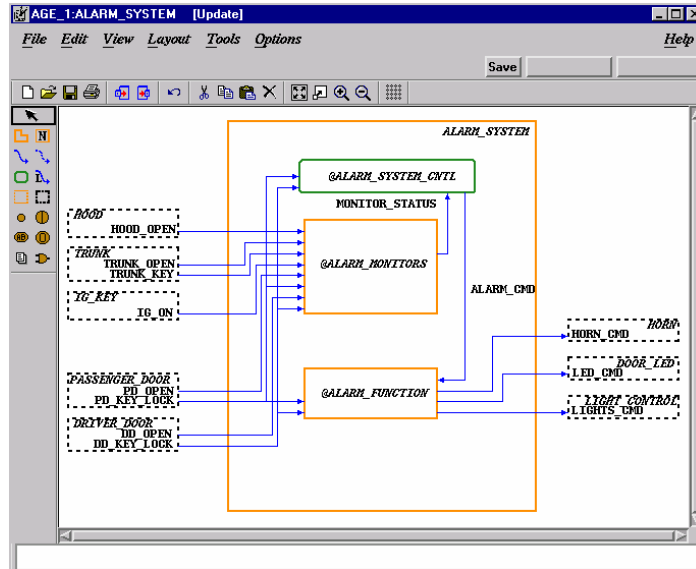 AGE_1:ALARM_SYSTEM [Update]
File Edit View Layout Tools Options Help
Save
ALARM_SYSTEM
@ALARM_SYSTEM_CNTL
MONITOR_STATUS
HOOD
HOOD_OPEN
TRUNK
TRUNK_OPEN
TRUNK_KEY
@ALARM_MONITORS
IG_KEY
IG_ON
ALARM_CMD
HORN
HORN_CMD
DOOR_LED
LED_CMD
PASSENGER_DOOR
PD_OPEN
PD_KEY_LOCK
@ALARM_FUNCTION
LIGHT_CONTROL
LIGHTS_CMD
DRIVER_DOOR
DD_OPEN
DD_KEY_LOCK